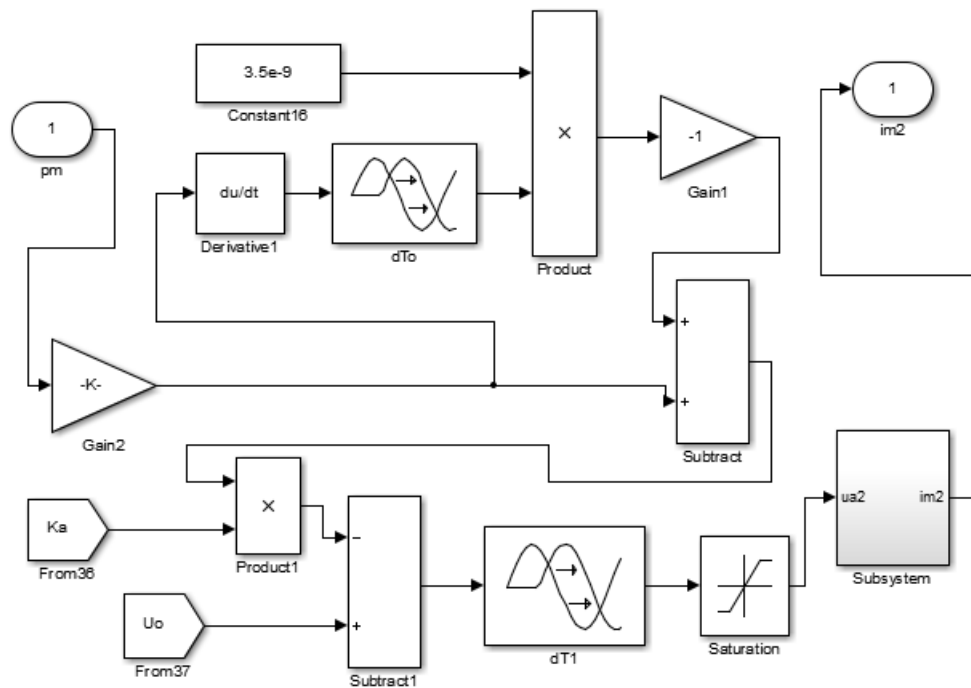 3.5e-9
Constant16
1
pm
du/dt
Derivative1
dTo
×
Product
-1
Gain1
1
im2
-K-
Gain2
+
+
Subtract
Ka
From36
×
Product1
Uo
From37
−
+
Subtract1
dT1
Saturation
ua2
im2
Subsystem